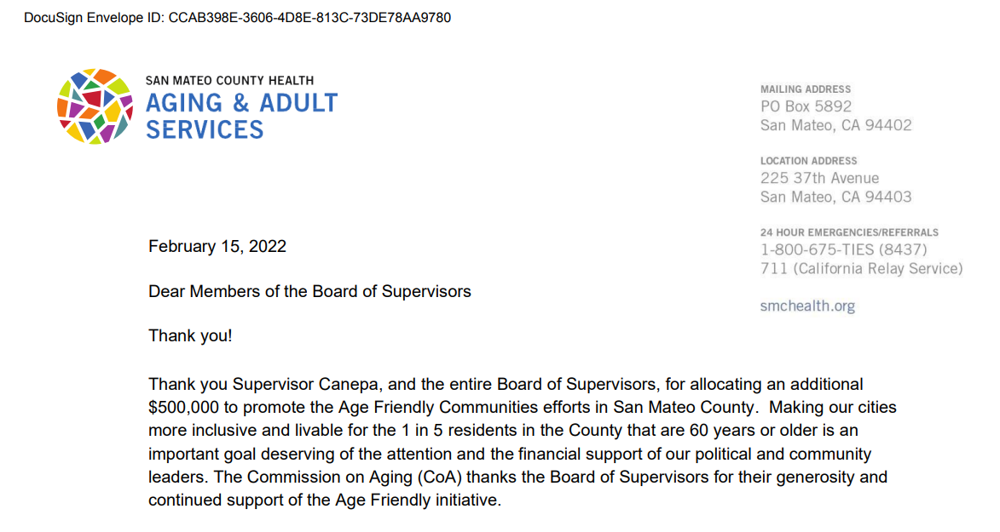 DocuSign Envelope ID: CCAB398E-3606-4D8E-813C-73DE78AA9780
SAN MATEO COUNTY HEALTH
AGING & ADULT
SERVICES
MAILING ADDRESS
PO Box 5892
San Mateo, CA 94402
LOCATION ADDRESS
225 37th Avenue
San Mateo, CA 94403
24 HOUR EMERGENCIES/REFERRALS
1-800-675-TIES (8437)
711 (California Relay Service)
smchealth.org
February 15, 2022
Dear Members of the Board of Supervisors
Thank you!
Thank you Supervisor Canepa, and the entire Board of Supervisors, for allocating an additional
$500,000 to promote the Age Friendly Communities efforts in San Mateo County.  Making our cities
more inclusive and livable for the 1 in 5 residents in the County that are 60 years or older is an
important goal deserving of the attention and the financial support of our political and community
leaders. The Commission on Aging (CoA) thanks the Board of Supervisors for their generosity and
continued support of the Age Friendly initiative.